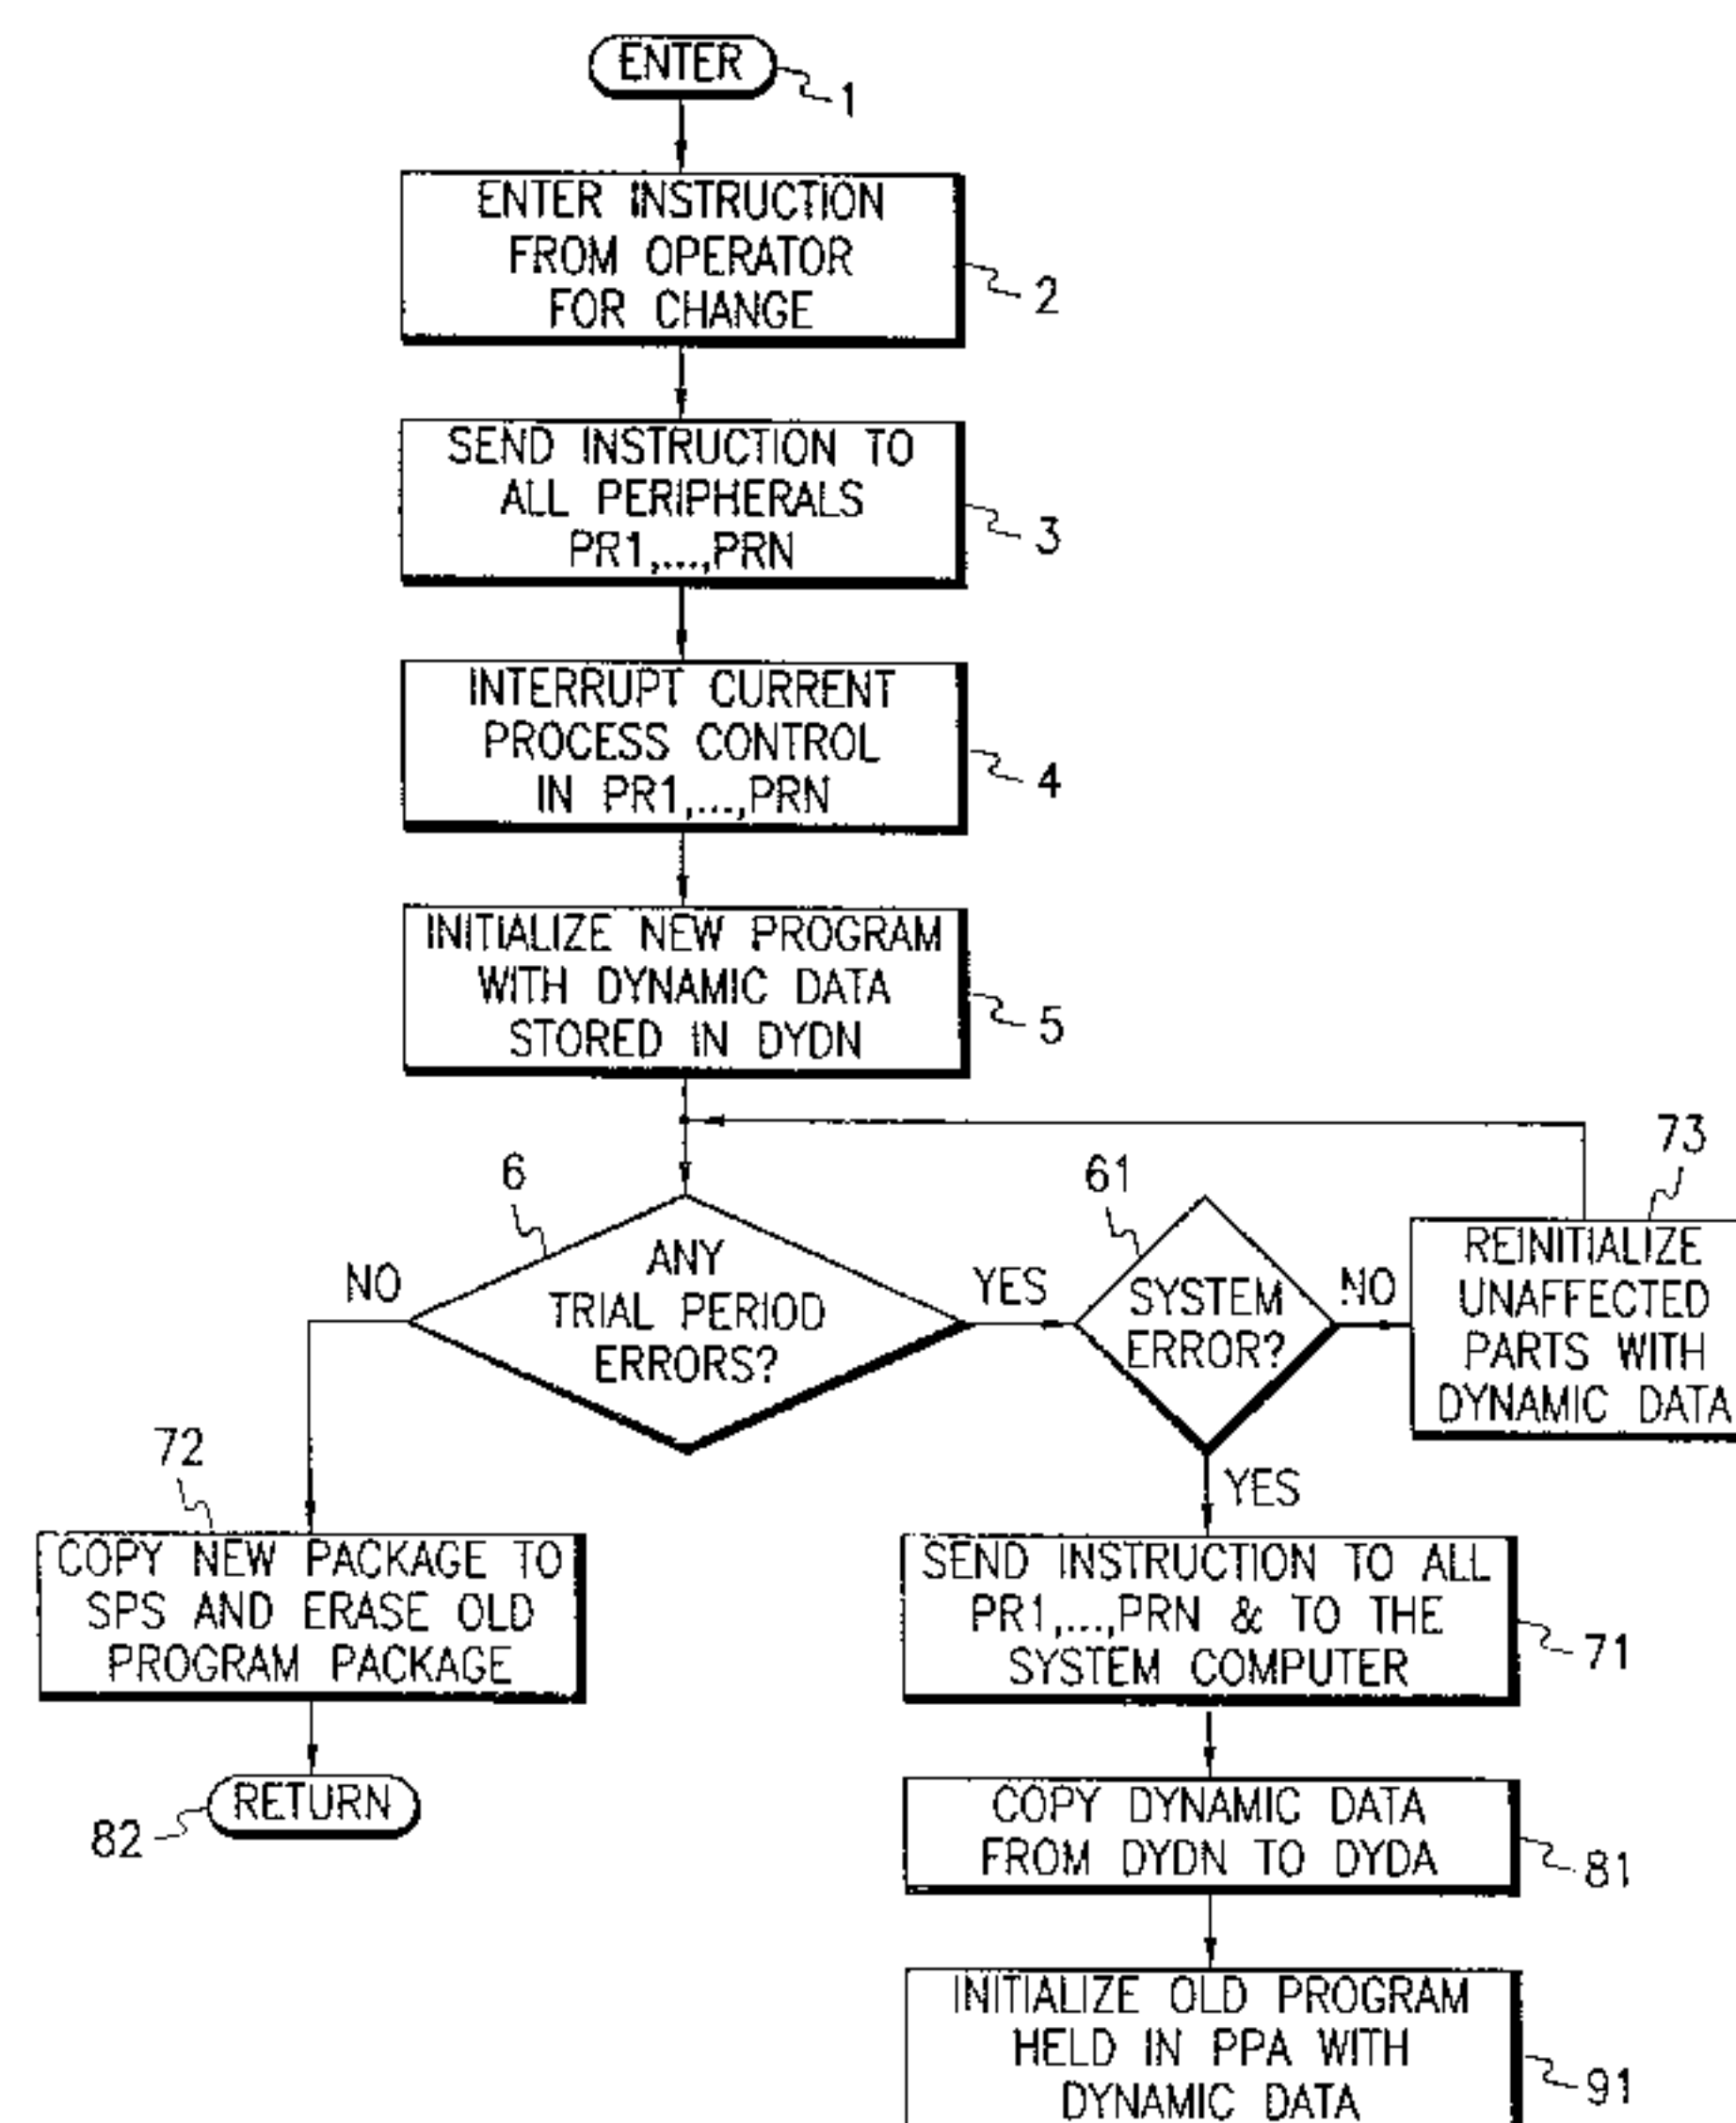 ENTER
1
ENTER INSTRUCTION
FROM OPERATOR
FOR CHANGE
2
SEND INSTRUCTION TO
ALL PERIPHERALS
PR1,...,PRN
3
INTERRUPT CURRENT
PROCESS CONTROL
IN PR1,...,PRN
4
INITIALIZE NEW PROGRAM
WITH DYNAMIC DATA
STORED IN DYDN
5
6
ANY
TRIAL PERIOD
ERRORS?
NO
YES
61
SYSTEM
ERROR?
NO
YES
73
REINITIALIZE
UNAFFECTED
PARTS WITH
DYNAMIC DATA
72
COPY NEW PACKAGE TO
SPS AND ERASE OLD
PROGRAM PACKAGE
RETURN
82
SEND INSTRUCTION TO ALL
PR1,...,PRN & TO THE
SYSTEM COMPUTER
71
COPY DYNAMIC DATA
FROM DYDN TO DYDA
81
INITIALIZE OLD PROGRAM
HELD IN PPA WITH
DYNAMIC DATA
91